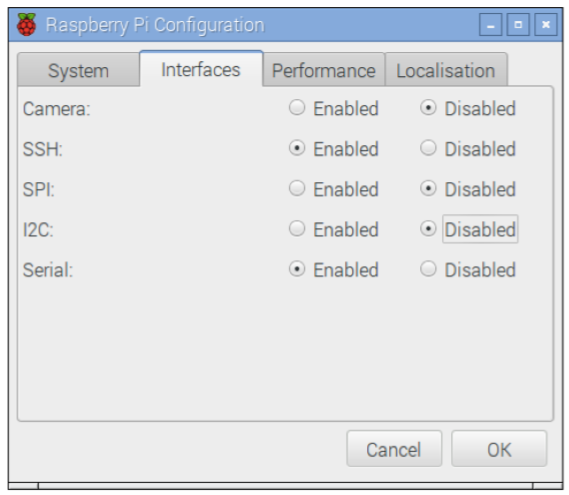 Raspberry Pi Configuration
System Interfaces Performance Localisation
Camera: Enabled Disabled
SSH: Enabled Disabled
SPI: Enabled Disabled
I2C: Enabled Disabled
Serial: Enabled Disabled
Cancel OK